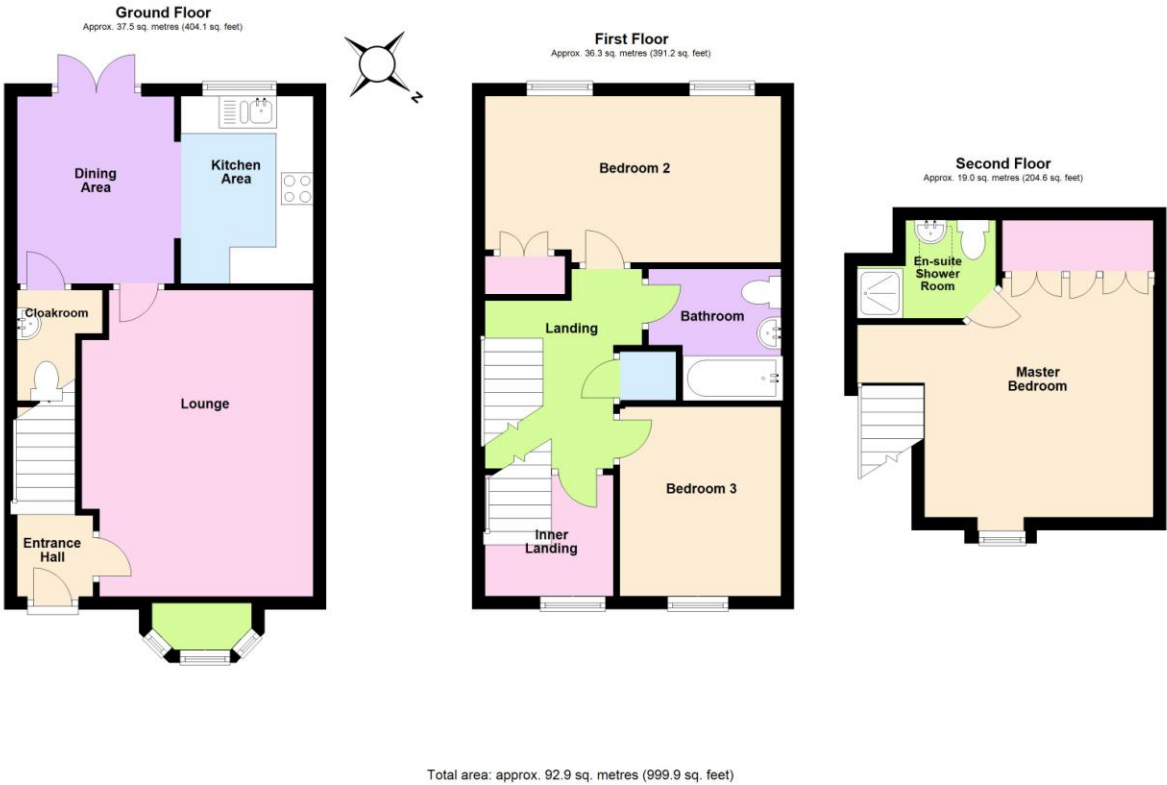 Ground Floor
Approx. 37.5 sq. metres (404.1 sq. feet)
Dining
Area
Kitchen
Area
Cloakroom
Lounge
Entrance
Hall
N
First Floor
Approx. 36.3 sq. metres (391.2 sq. feet)
Bedroom 2
Landing
Bathroom
Bedroom 3
Inner
Landing
Second Floor
Approx. 19.0 sq. metres (204.6 sq. feet)
En-suite
Shower
Room
Master
Bedroom
Total area: approx. 92.9 sq. metres (999.9 sq. feet)